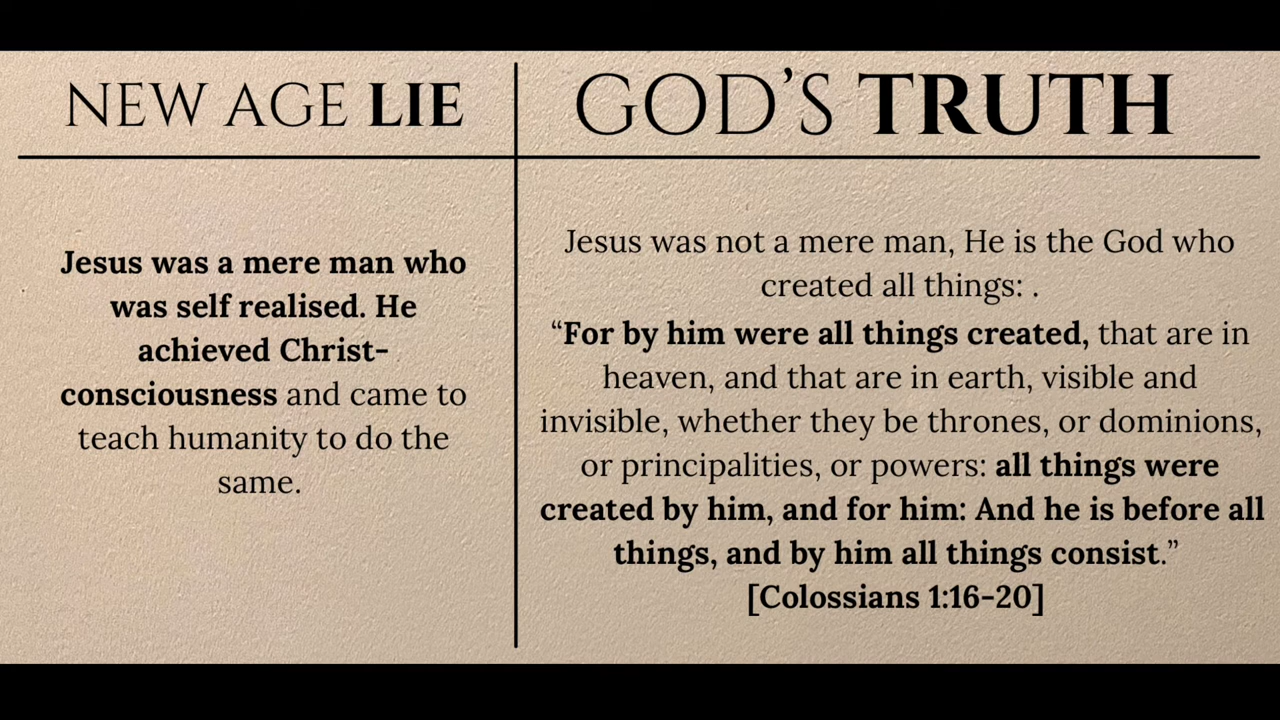 NEW AGE LIE
Jesus was a mere man who
was self realised. He
achieved Christ-
consciousness and came to
teach humanity to do the
same.
GOD'S TRUTH
Jesus was not a mere man, He is the God who
created all things: .
“For by him were all things created, that are in
heaven, and that are in earth, visible and
invisible, whether they be thrones, or dominions,
or principalities, or powers: all things were
created by him, and for him: And he is before all
things, and by him all things consist.”
[Colossians 1:16-20]